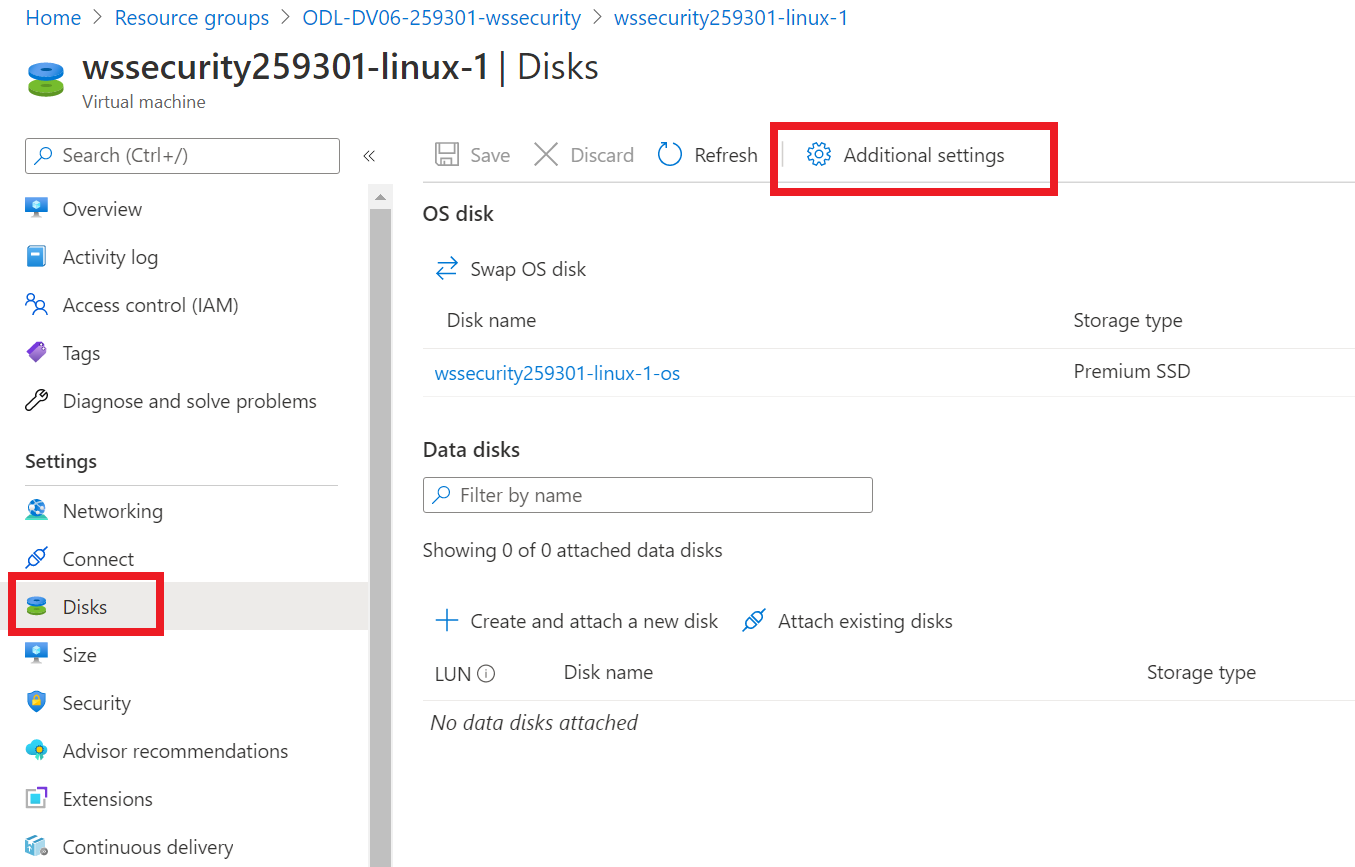 Home > Resource groups > ODL-DV06-259301-wssecurity > wssecurity259301-linux-1
wssecurity259301-linux-1 | Disks
Virtual machine
Search (Ctrl+/)
«
Overview
Activity log
Access control (IAM)
Tags
Diagnose and solve problems
Settings
Networking
Connect
Disks
Size
Security
Advisor recommendations
Extensions
Continuous delivery
Save Discard Refresh Additional settings
OS disk
Swap OS disk
Disk name Storage type
wssecurity259301-linux-1-os Premium SSD
Data disks
Filter by name
Showing 0 of 0 attached data disks
Create and attach a new disk Attach existing disks
LUN Disk name Storage type
No data disks attached